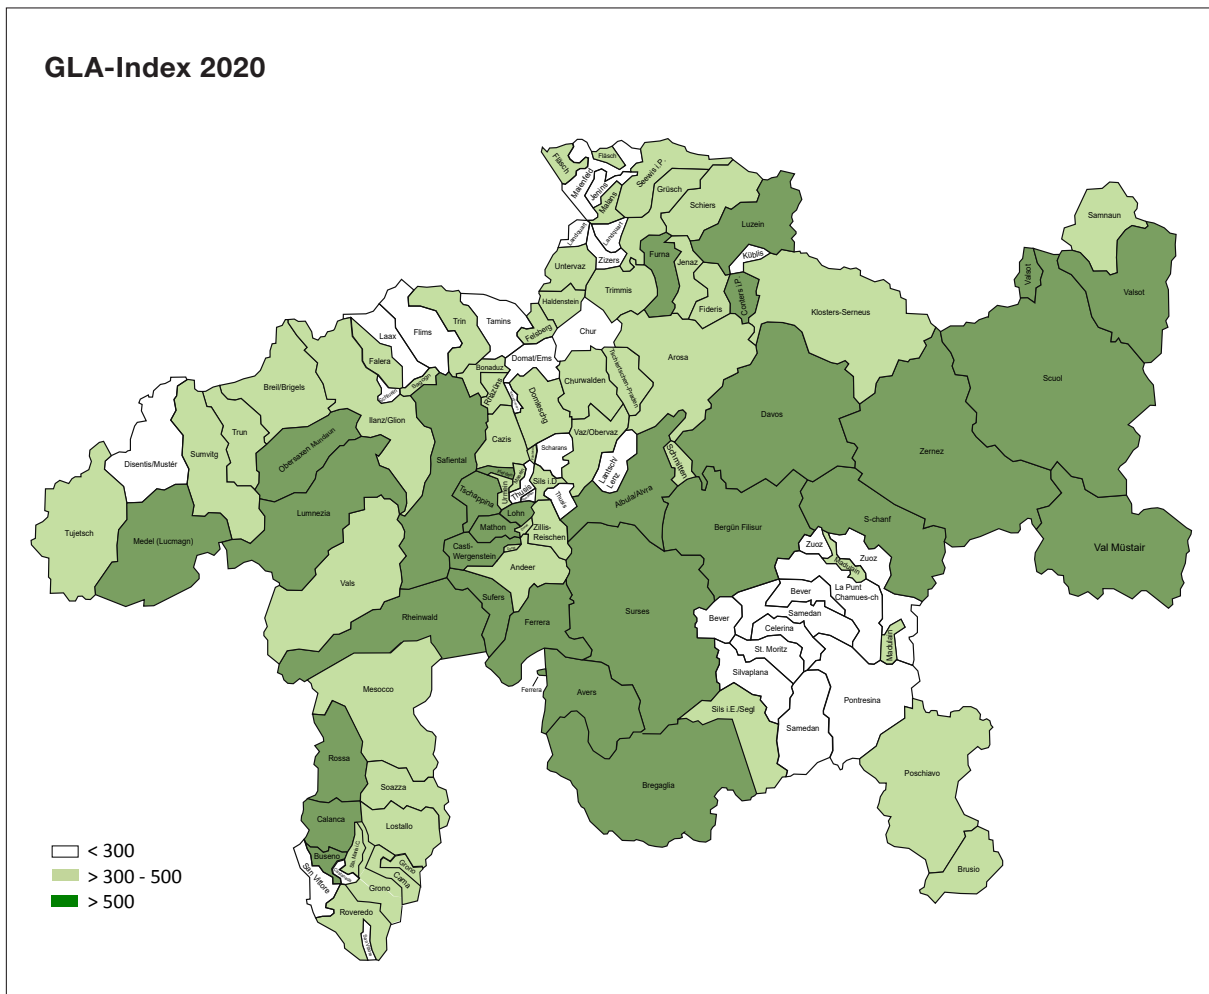 GLA-Index 2020
Fläsch
Fläsch
Maienfeld
Jenins
Malans
Seewis i.P.
Grüsch
Schiers
Luzein
Landquart
Landquart
Zizers
Untervaz
Furna
Jenaz
Küblis
Conters i.P
Fideris
Trimmis
Haldenstein
Felsberg
Chur
Klosters-Serneus
Samnaun
Valsot
Valsot
Scuol
Laax
Flims
Trin
Tamins
Falera
Sagogn
Bonaduz
Domat/Ems
Rhäzüns
Domleschg
Churwalden
Tschiertschen-Praden
Arosa
Breil/Brigels
Ilanz/Glion
Trun
Sumvitg
Disentis/Mustér
Obersaxen Mundaun
Safiental
Cazis
Scharans
Vaz/Obervaz
Lantsch/
Lenz
Schmitten
Davos
Zernez
Tujetsch
Medel (Lucmagn)
Lumnezia
Vals
Tschappina
Urmein
Thusis
Sils i.D
Thusis
Lohn
Mathon
Zillis-
Reischen
Casti-
Wergenstein
Andeer
Albula/Alvra
Bergün Filisur
S-chanf
Val Müstair
Zuoz
Zuoz
Madulain
La Punt
Chamues-ch
Bever
Samedan
Bever
Celerina
St. Moritz
Silvaplana
Madulain
Rheinwald
Sufers
Ferrera
Surses
Ferrera
Avers
Sils i.E./Segl
Samedan
Pontresina
Mesocco
Rossa
Soazza
Calanca
Lostallo
Buseno
Sta. Maria i.C.
San Vittore
Grono
Cama
Grono
Roveredo
Bregaglia
Poschiavo
Brusio
< 300
> 300 - 500
> 500